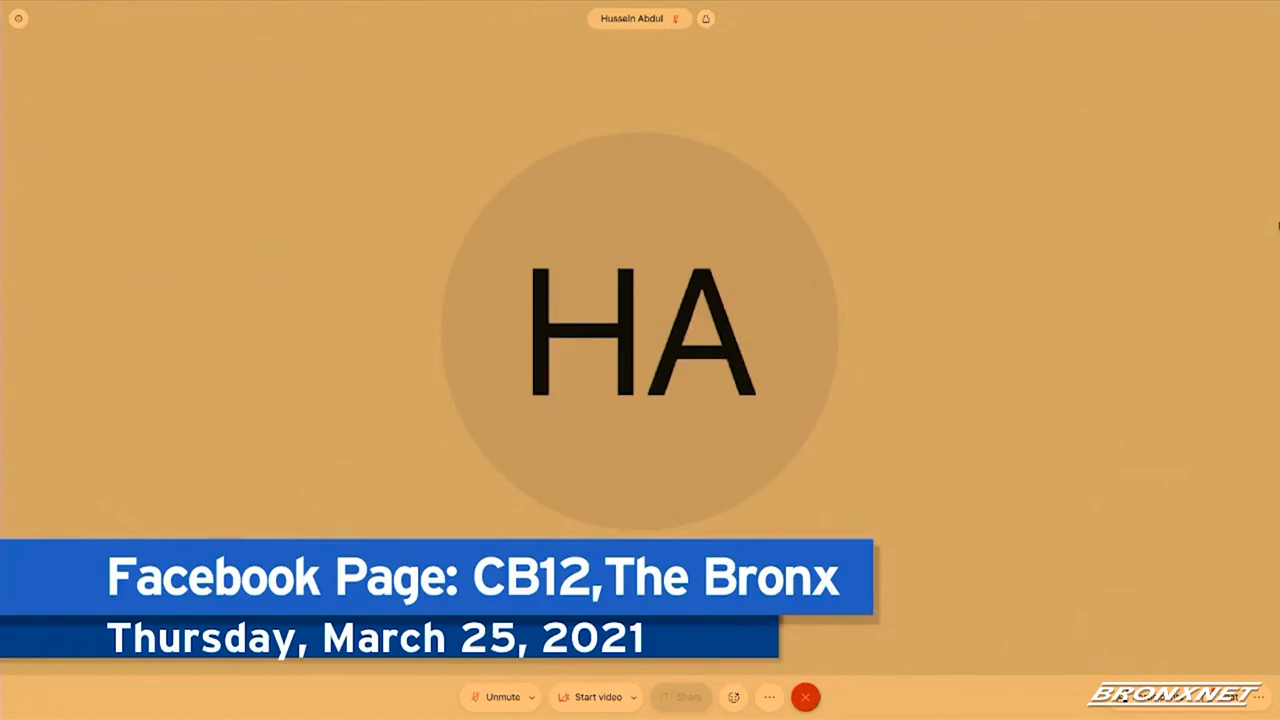 Hussein Abdul
HA
Facebook Page: CB12,The Bronx
Thursday, March 25, 2021
Unmute
Start video
Share
BRONXNET